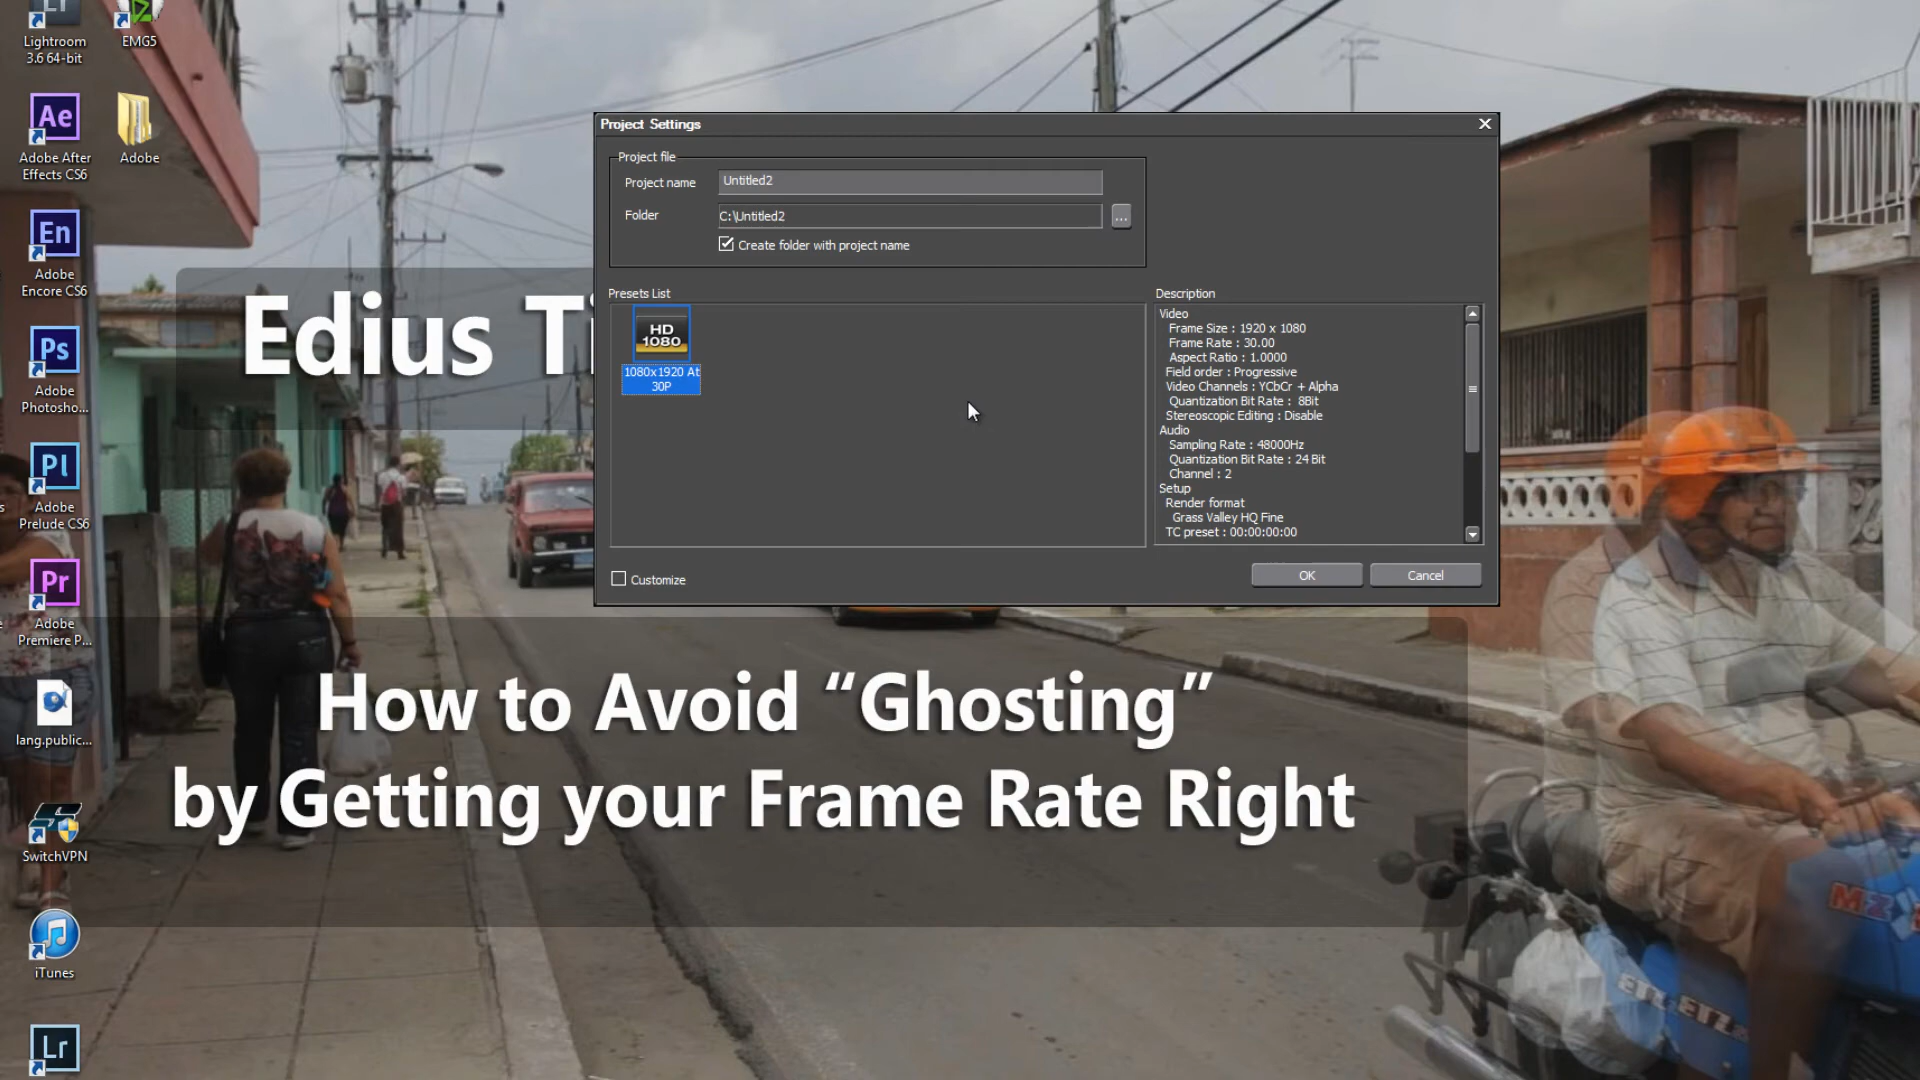 Lightroom
3.6 64-bit
EMG5
Ae
Adobe After
Effects CS6
Adobe
En
Adobe
Encore CS6
Ps
Adobe
Photosho...
Pl
Adobe
Prelude CS6
Pr
Adobe
Premiere P...
lang.public...
SwitchVPN
iTunes
Lr
Edius Ti
Project Settings
Project file
Project name
Untitled2
Folder
C:\Untitled2
...
Create folder with project name
Presets List
HD
1080
1080x1920 At
30P
Customize
Description
Video
Frame Size : 1920 x 1080
Frame Rate : 30.00
Aspect Ratio : 1.0000
Field order : Progressive
Video Channels : YCbCr + Alpha
Quantization Bit Rate : 8Bit
Stereoscopic Editing : Disable
Audio
Sampling Rate : 48000Hz
Quantization Bit Rate : 24 Bit
Channel : 2
Setup
Render format
Grass Valley HQ Fine
TC preset : 00:00:00:00
OK
Cancel
How to Avoid “Ghosting”
by Getting your Frame Rate Right
MZ